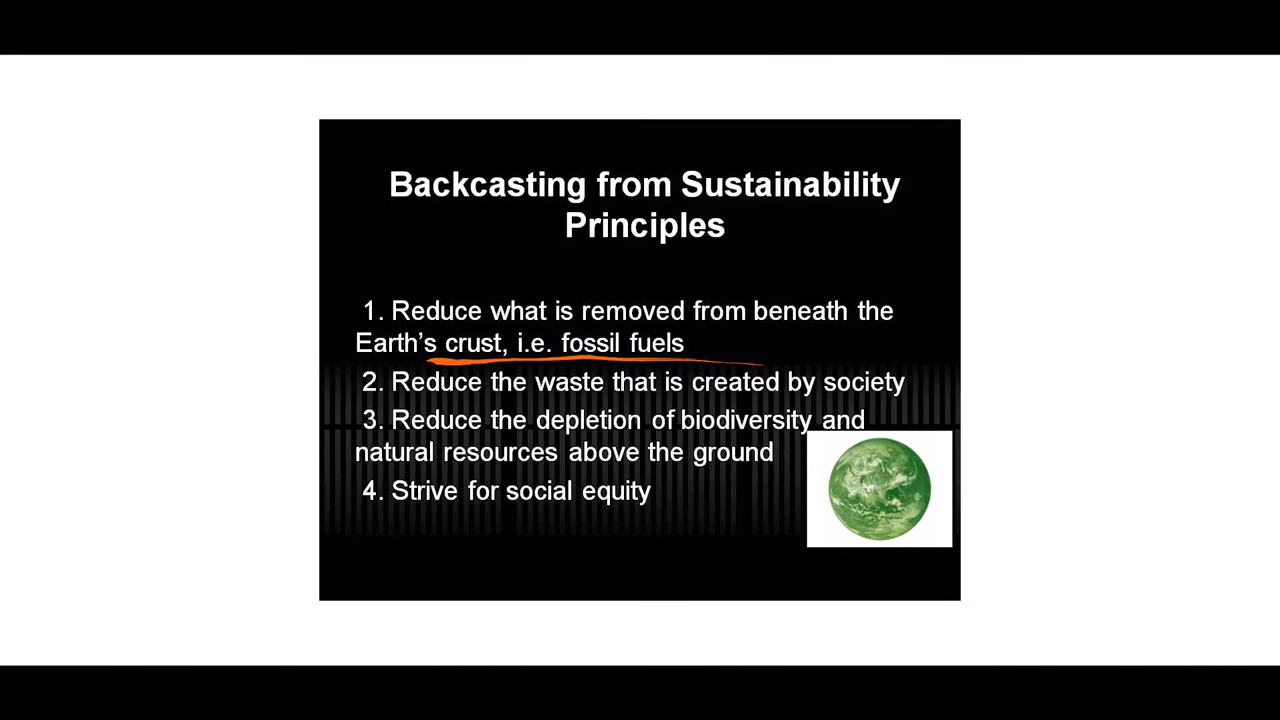 Backcasting from Sustainability
Principles
1. Reduce what is removed from beneath the
Earth’s crust, i.e. fossil fuels
2. Reduce the waste that is created by society
3. Reduce the depletion of biodiversity and
natural resources above the ground
4. Strive for social equity